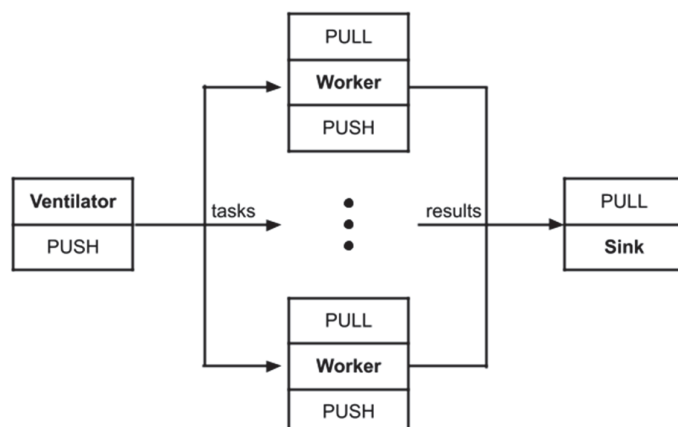 PULL
Worker
PUSH
Ventilator
PUSH
tasks
results
PULL
Sink
PULL
Worker
PUSH